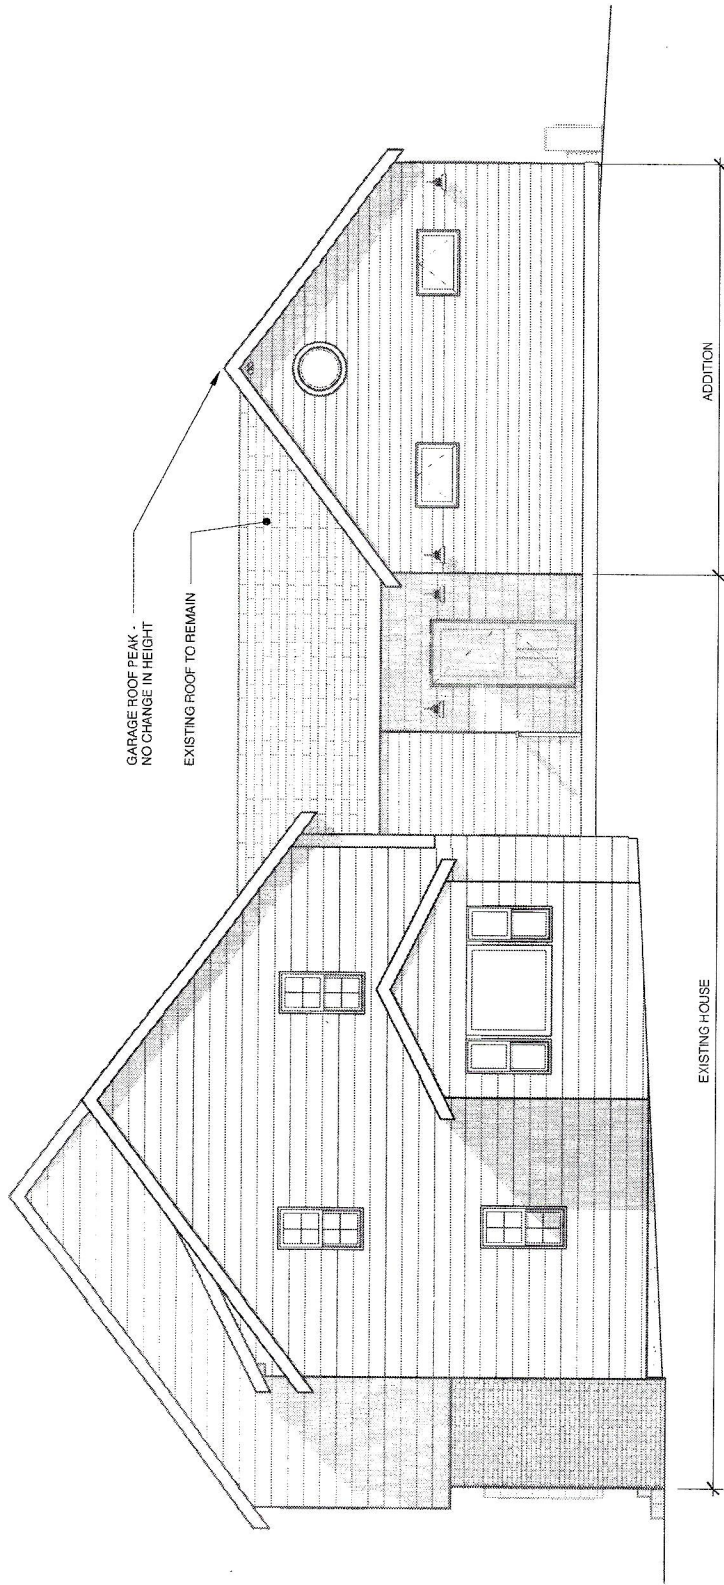 GARAGE ROOF PEAK -
NO CHANGE IN HEIGHT
EXISTING ROOF TO REMAIN
EXISTING HOUSE
ADDITION